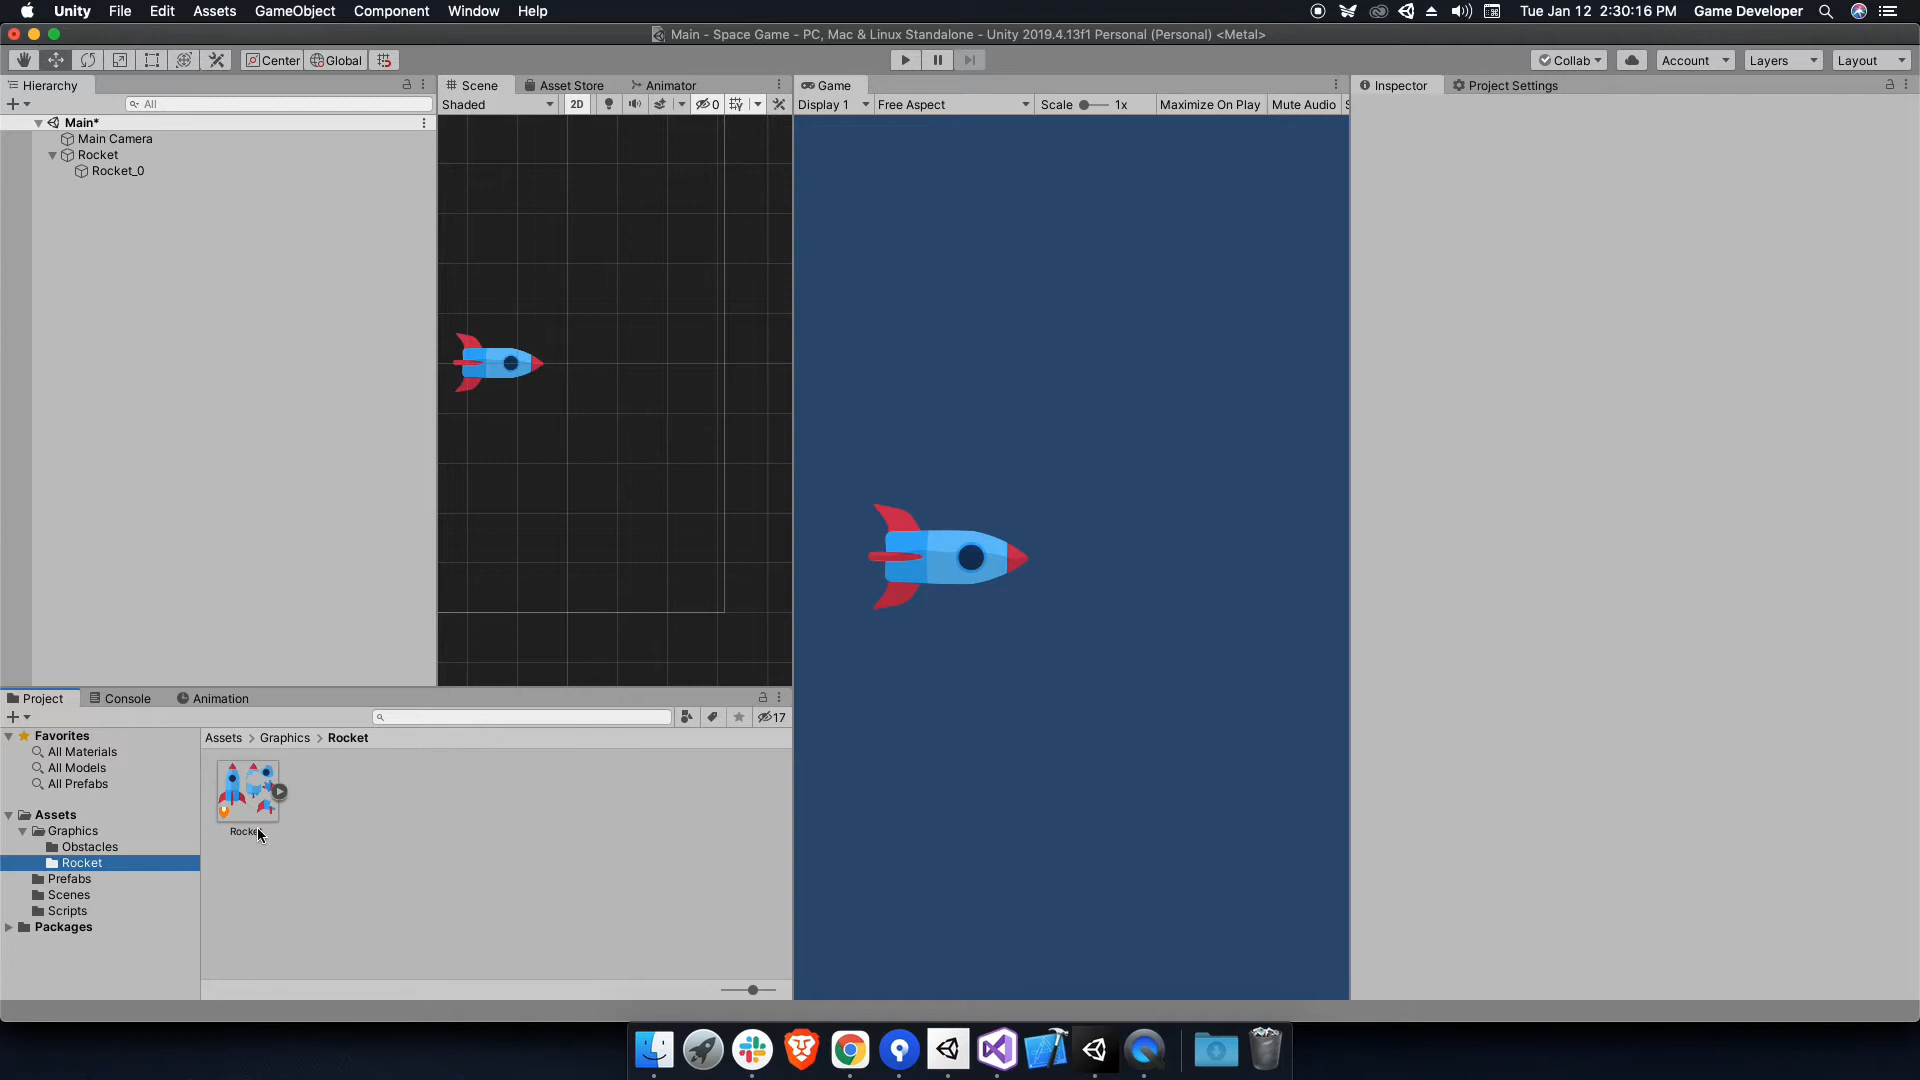 Unity File Edit Assets GameObject Component Window Help Tue Jan 12 2:30:16 PM Game Developer
Main - Space Game - PC, Mac & Linux Standalone - Unity 2019.4.13f1 Personal (Personal) <Metal>
Center Global Collab Account Layers Layout
Hierarchy Scene Asset Store Animator Game Inspector Project Settings
All Shaded 2D 0 Display 1 Free Aspect Scale 1x Maximize On Play Mute Audio S
Main*
Main Camera
Rocket
Rocket_0
Project Console Animation
17
Favorites
All Materials
All Models
All Prefabs
Assets
Graphics
Obstacles
Rocket
Prefabs
Scenes
Scripts
Packages
Assets > Graphics > Rocket